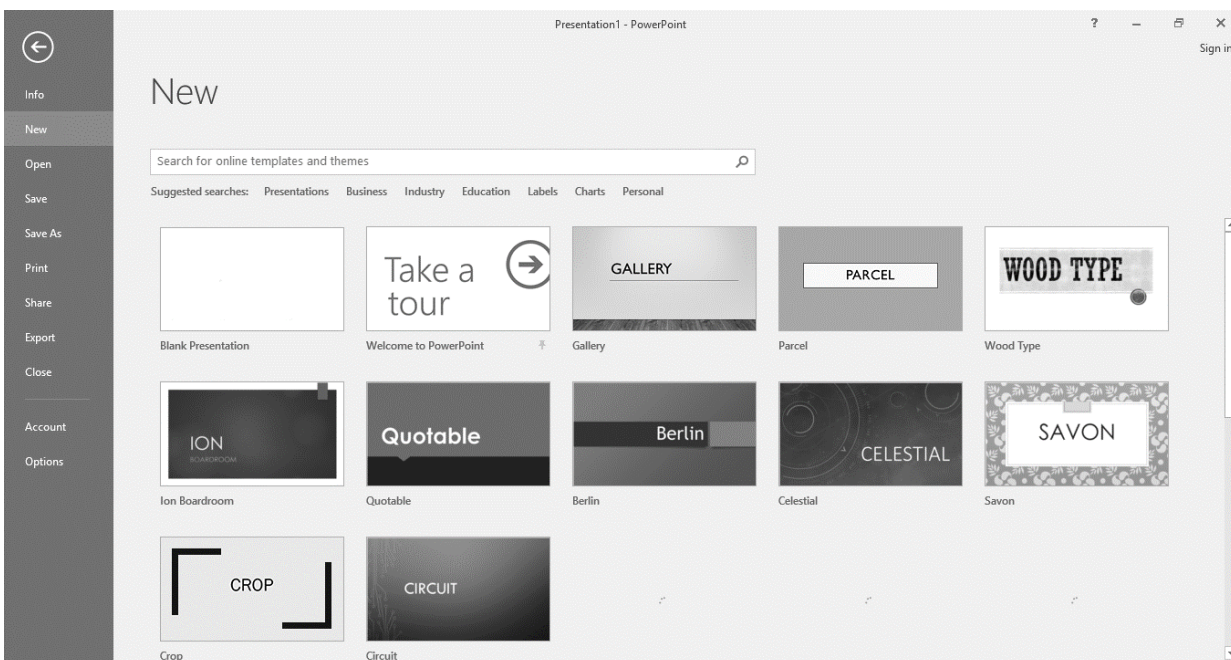 Presentation1 - PowerPoint
?
Sign in
Info
New
Open
Save
Save As
Print
Share
Export
Close
Account
Options
New
Search for online templates and themes
Suggested searches: Presentations Business Industry Education Labels Charts Personal
Take a
tour
GALLERY
PARCEL
WOOD TYPE
Blank Presentation
Welcome to PowerPoint
Gallery
Parcel
Wood Type
ION
BOARDROOM
Quotable
Berlin
CELESTIAL
SAVON
Ion Boardroom
Quotable
Berlin
Celestial
Savon
CROP
CIRCUIT
Crop
Circuit